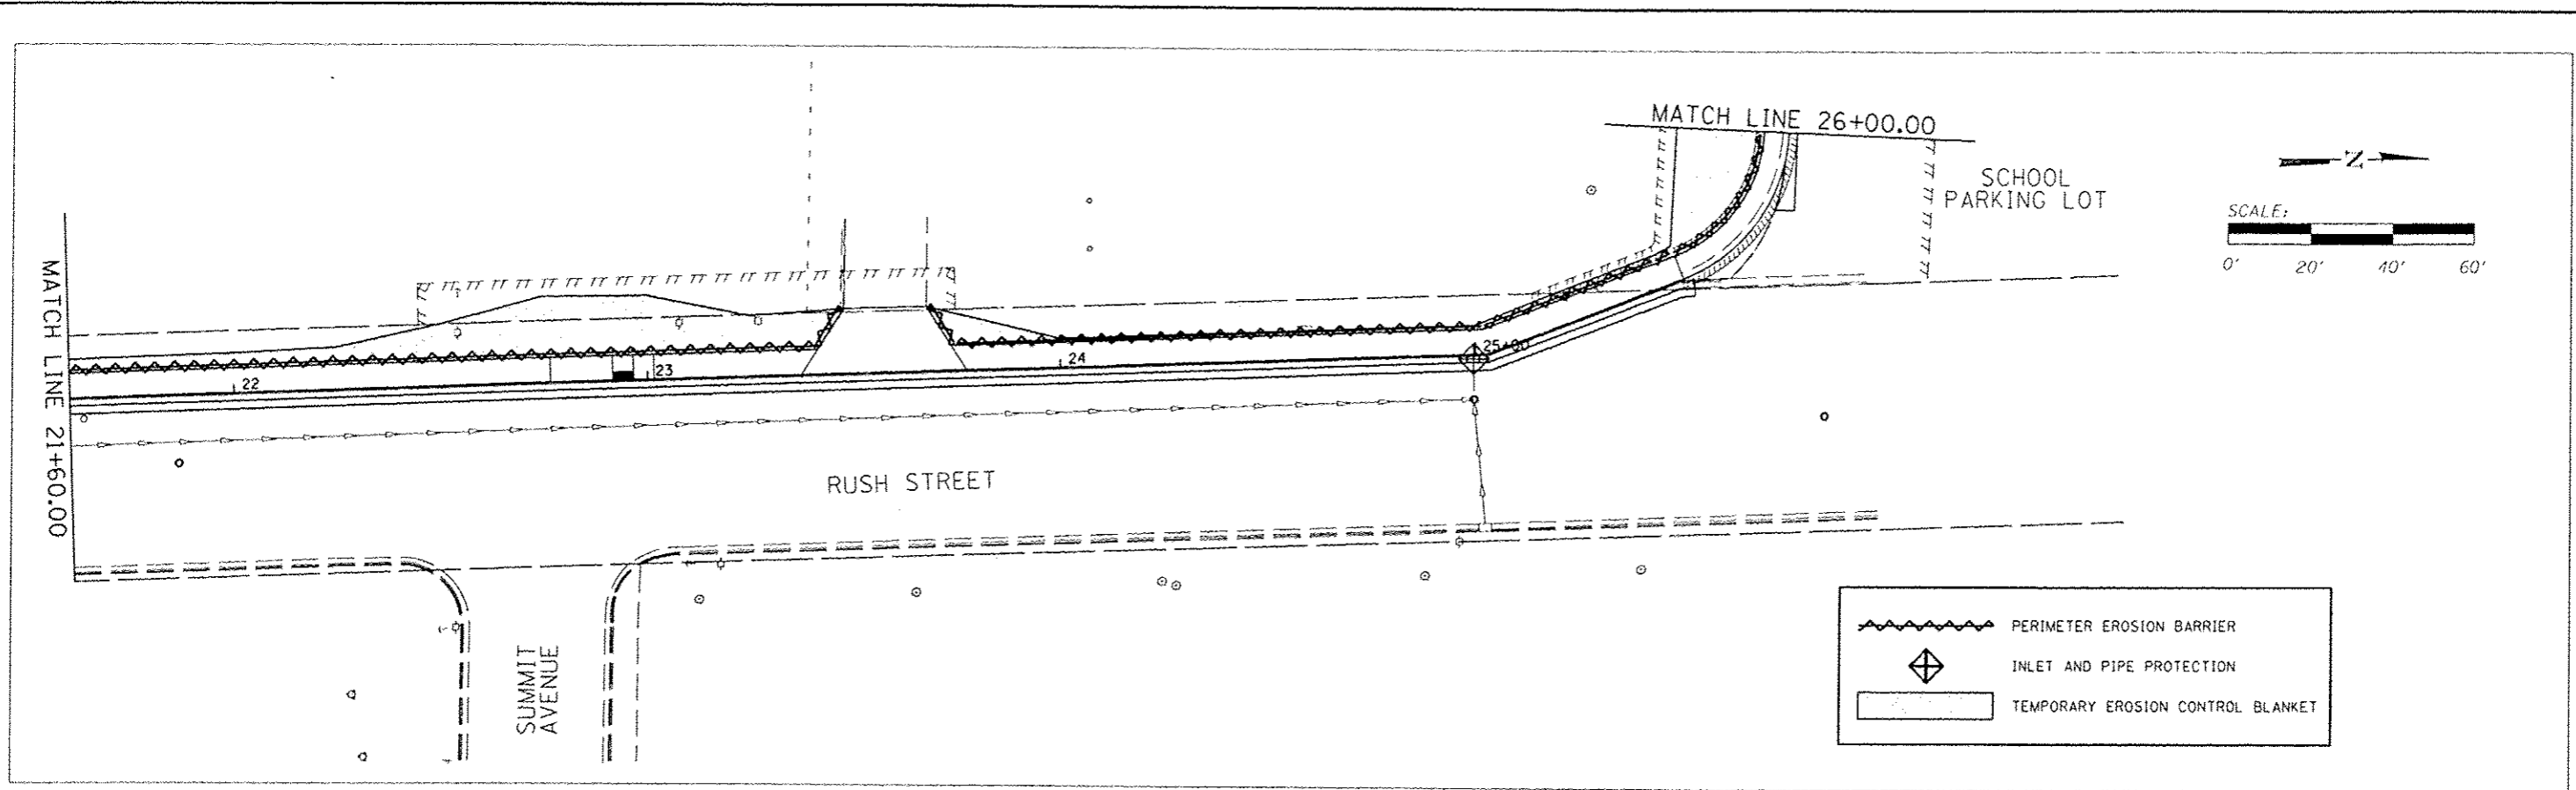 MATCH LINE 26+00.00
SCHOOL
PARKING LOT
Z
SCALE:
0' 20' 40' 60'
MATCH LINE 21+60.00
22
23
24
25+00
RUSH STREET
SUMMIT
AVENUE
PERIMETER EROSION BARRIER
INLET AND PIPE PROTECTION
TEMPORARY EROSION CONTROL BLANKET